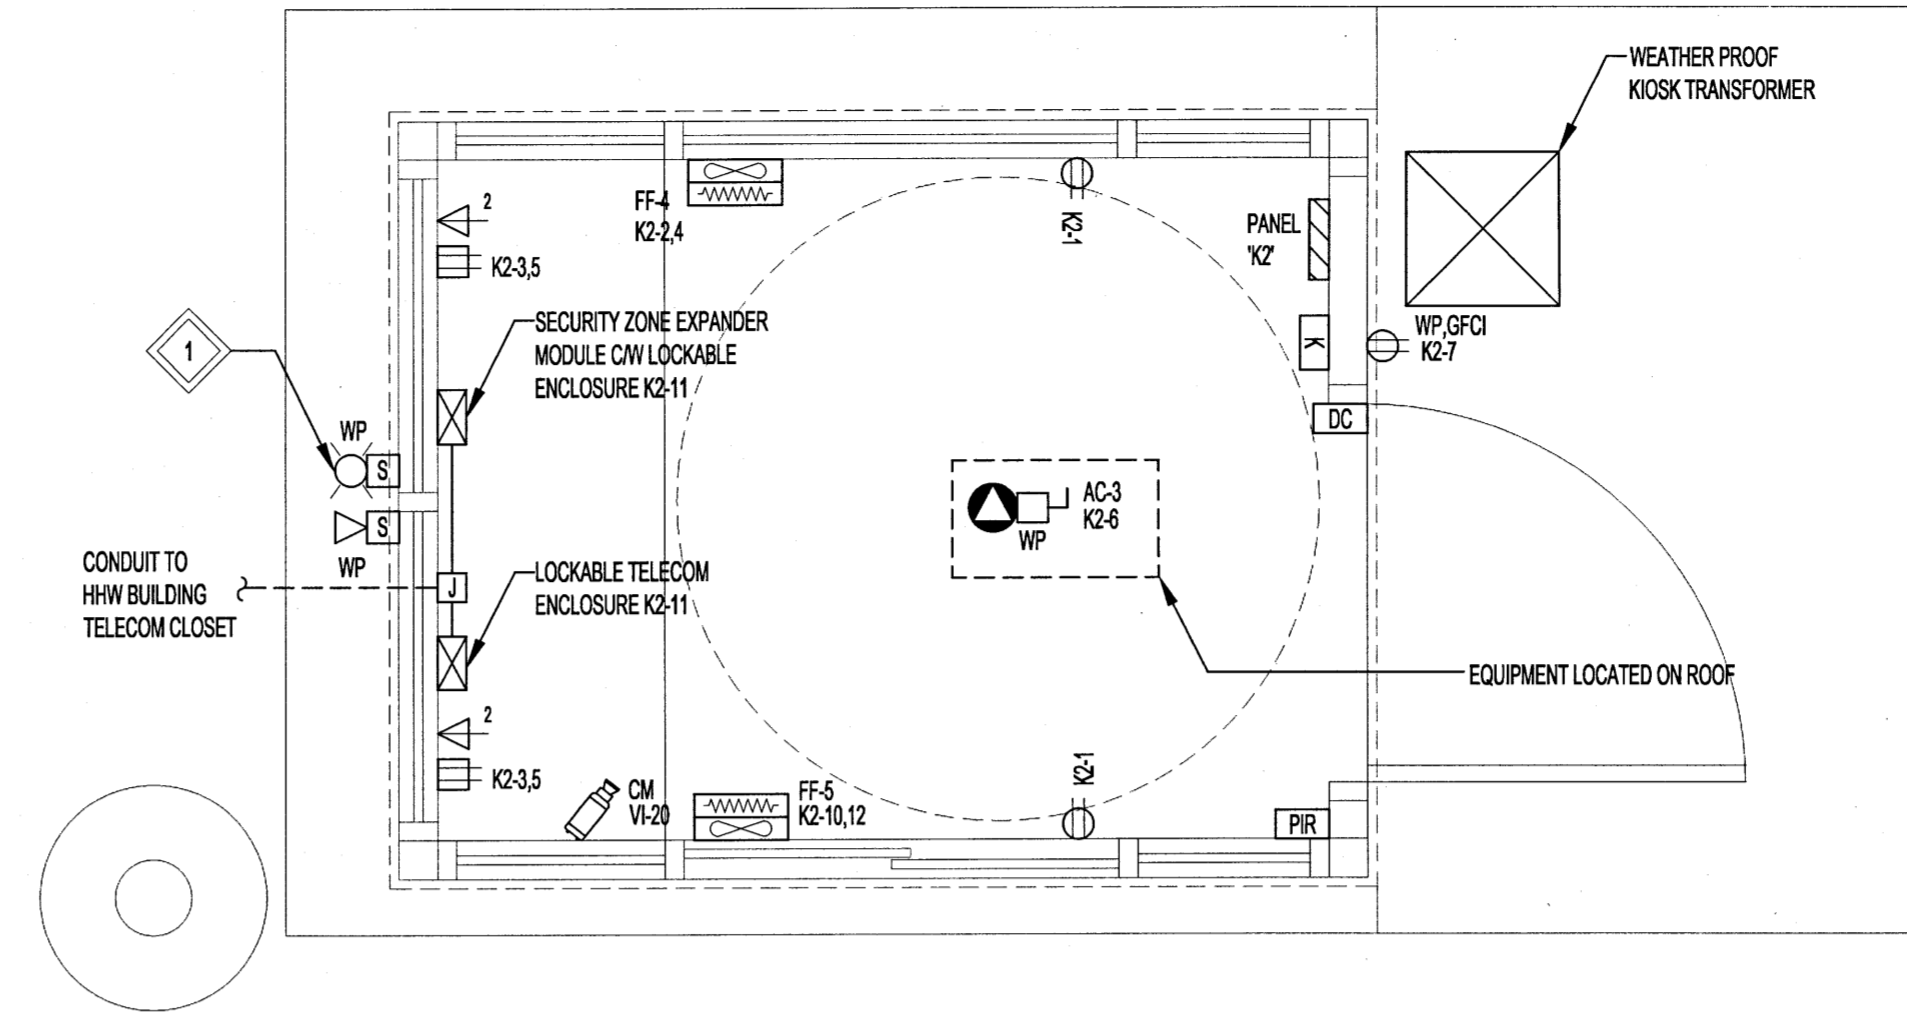 WEATHER PROOF
KIOSK TRANSFORMER
FF-4
K2-2,4
K2-1
PANEL
'K2'
2
K2-3,5
SECURITY ZONE EXPANDER
MODULE C/W LOCKABLE
ENCLOSURE K2-11
1
K
WP,GFCI
K2-7
DC
WP
S
S
WP
AC-3
K2-6
WP
CONDUIT TO
HHW BUILDING
TELECOM CLOSET
J
LOCKABLE TELECOM
ENCLOSURE K2-11
EQUIPMENT LOCATED ON ROOF
2
K2-3,5
CM
VI-20
FF-5
K2-10,12
K2-1
PIR